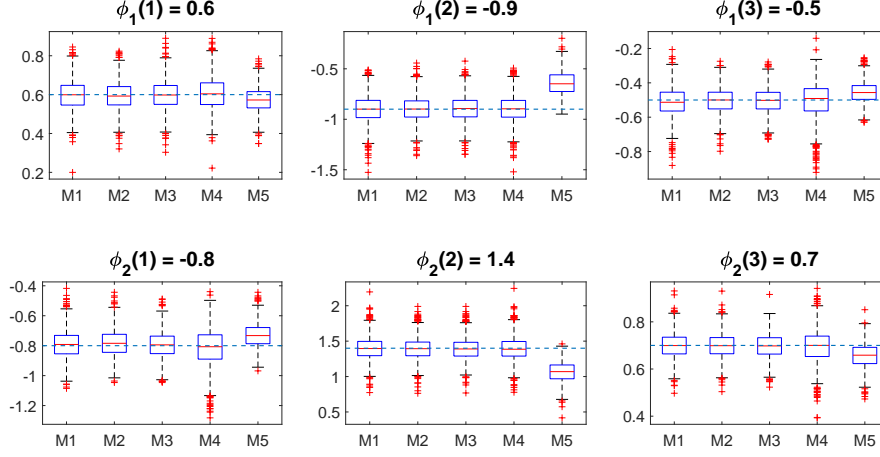 ϕ₁(1) = 0.6
0.8
0.6
0.4
0.2
M1 M2 M3 M4 M5
ϕ₁(2) = -0.9
-0.5
-1
-1.5
M1 M2 M3 M4 M5
ϕ₁(3) = -0.5
-0.2
-0.4
-0.6
-0.8
M1 M2 M3 M4 M5
ϕ₂(1) = -0.8
-0.4
-0.6
-0.8
-1
-1.2
M1 M2 M3 M4 M5
ϕ₂(2) = 1.4
2
1.5
1
0.5
M1 M2 M3 M4 M5
ϕ₂(3) = 0.7
0.8
0.6
0.4
M1 M2 M3 M4 M5